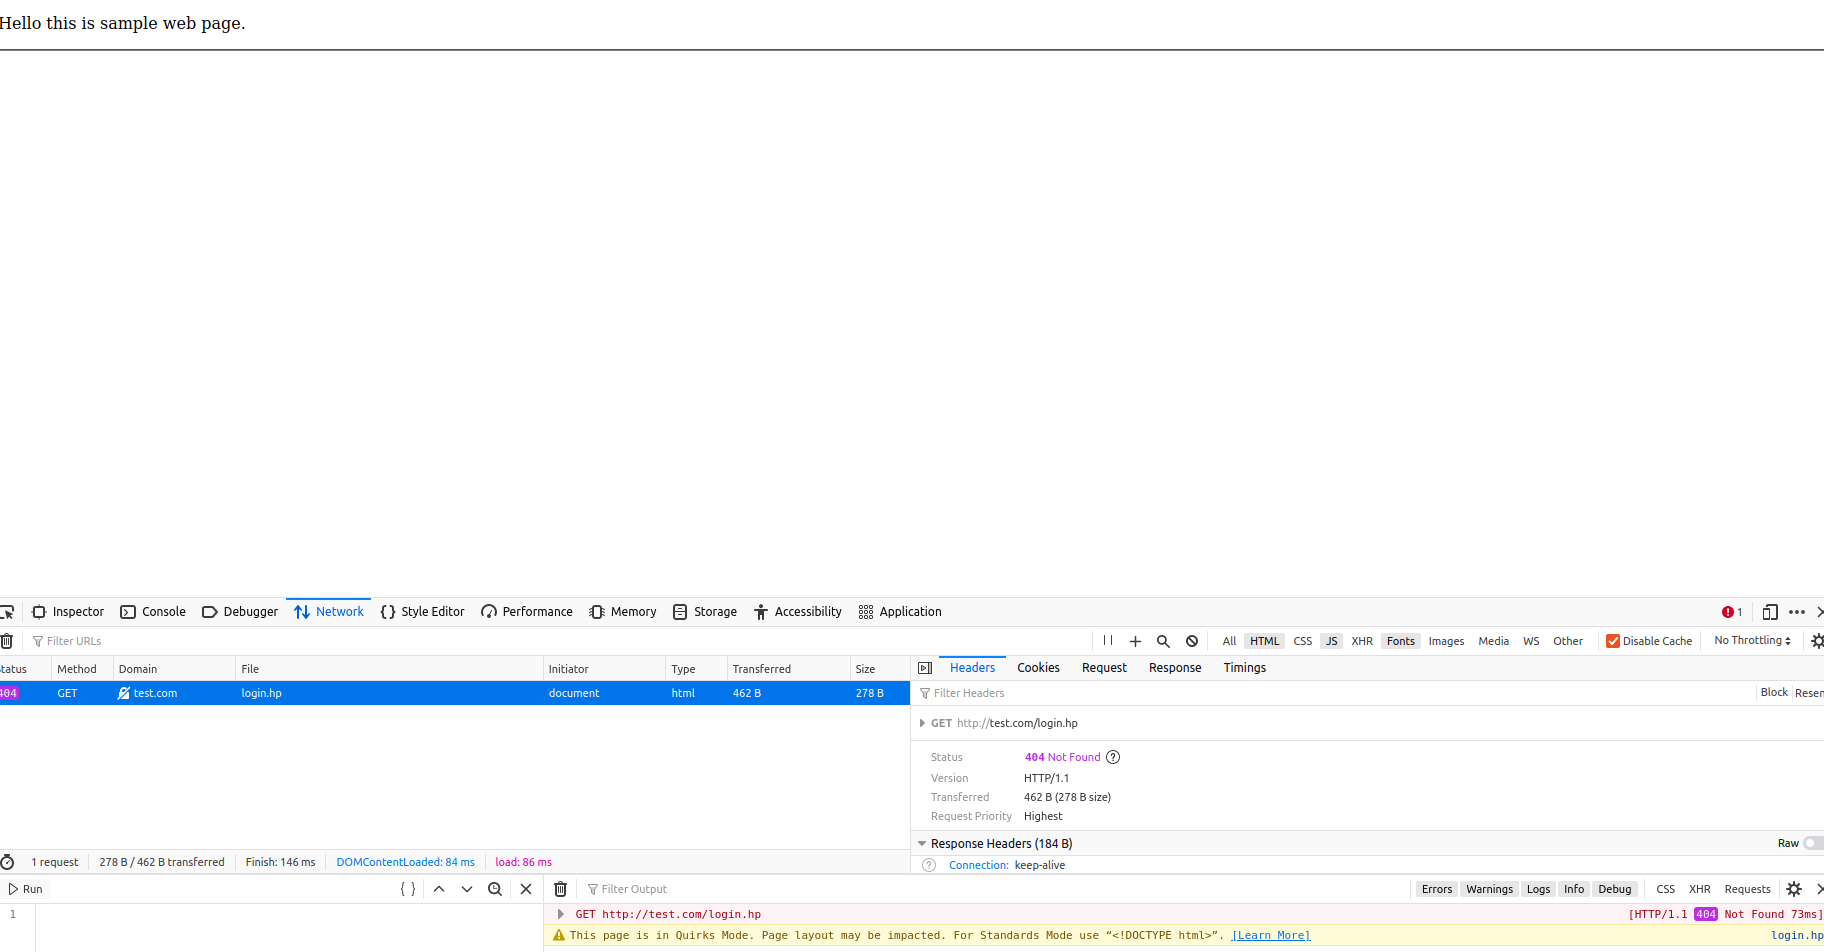 Hello this is sample web page.
Inspector Console Debugger Network Style Editor Performance Memory Storage Accessibility Application 1
Filter URLs All HTML CSS JS XHR Fonts Images Media WS Other Disable Cache No Throttling
tatus Method Domain File Initiator Type Transferred Size Headers Cookies Request Response Timings
404 GET test.com login.hp document html 462 B 278 B
Filter Headers Block Resen
GET http://test.com/login.hp
Status 404 Not Found
Version HTTP/1.1
Transferred 462 B (278 B size)
Request Priority Highest
Response Headers (184 B) Raw
Connection: keep-alive
1 request 278 B / 462 B transferred Finish: 146 ms DOMContentLoaded: 84 ms load: 86 ms
Run { } Filter Output Errors Warnings Logs Info Debug CSS XHR Requests
1
GET http://test.com/login.hp [HTTP/1.1 404 Not Found 73ms]
This page is in Quirks Mode. Page layout may be impacted. For Standards Mode use “<!DOCTYPE html>”. [Learn More] login.hp